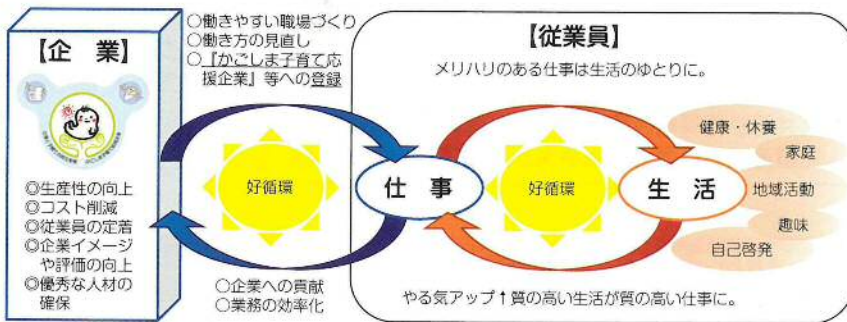 【企 業】
◎生産性の向上
◎コスト削減
◎従業員の定着
◎企業イメージ
や評価の向上
◎優秀な人材の
確保
○働きやすい職場づくり
○働き方の見直し
○『かごしま子育て応
援企業』等への登録
好循環
○企業への貢献
○業務の効率化
仕 事
【従業員】
メリハリのある仕事は生活のゆとりに。
好循環
生 活
健康・休養
家庭
地域活動
趣味
自己啓発
やる気アップ↑質の高い生活が質の高い仕事に。